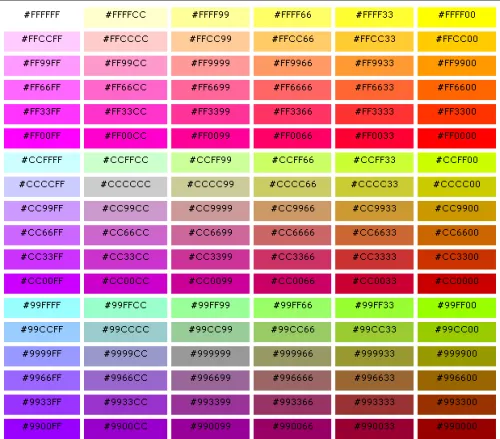 #FFFFFF #FFFFCC #FFFF99 #FFFF66 #FFFF33 #FFFF00
#FFCCFF #FFCCCC #FFCC99 #FFCC66 #FFCC33 #FFCC00
#FF99FF #FF99CC #FF9999 #FF9966 #FF9933 #FF9900
#FF66FF #FF66CC #FF6699 #FF6666 #FF6633 #FF6600
#FF33FF #FF33CC #FF3399 #FF3366 #FF3333 #FF3300
#FF00FF #FF00CC #FF0099 #FF0066 #FF0033 #FF0000
#CCFFFF #CCFFCC #CCFF99 #CCFF66 #CCFF33 #CCFF00
#CCCCFF #CCCCCC #CCCC99 #CCCC66 #CCCC33 #CCCC00
#CC99FF #CC99CC #CC9999 #CC9966 #CC9933 #CC9900
#CC66FF #CC66CC #CC6699 #CC6666 #CC6633 #CC6600
#CC33FF #CC33CC #CC3399 #CC3366 #CC3333 #CC3300
#CC00FF #CC00CC #CC0099 #CC0066 #CC0033 #CC0000
#99FFFF #99FFCC #99FF99 #99FF66 #99FF33 #99FF00
#99CCFF #99CCCC #99CC99 #99CC66 #99CC33 #99CC00
#9999FF #9999CC #999999 #999966 #999933 #999900
#9966FF #9966CC #996699 #996666 #996633 #996600
#9933FF #9933CC #993399 #993366 #993333 #993300
#9900FF #9900CC #990099 #990066 #990033 #990000